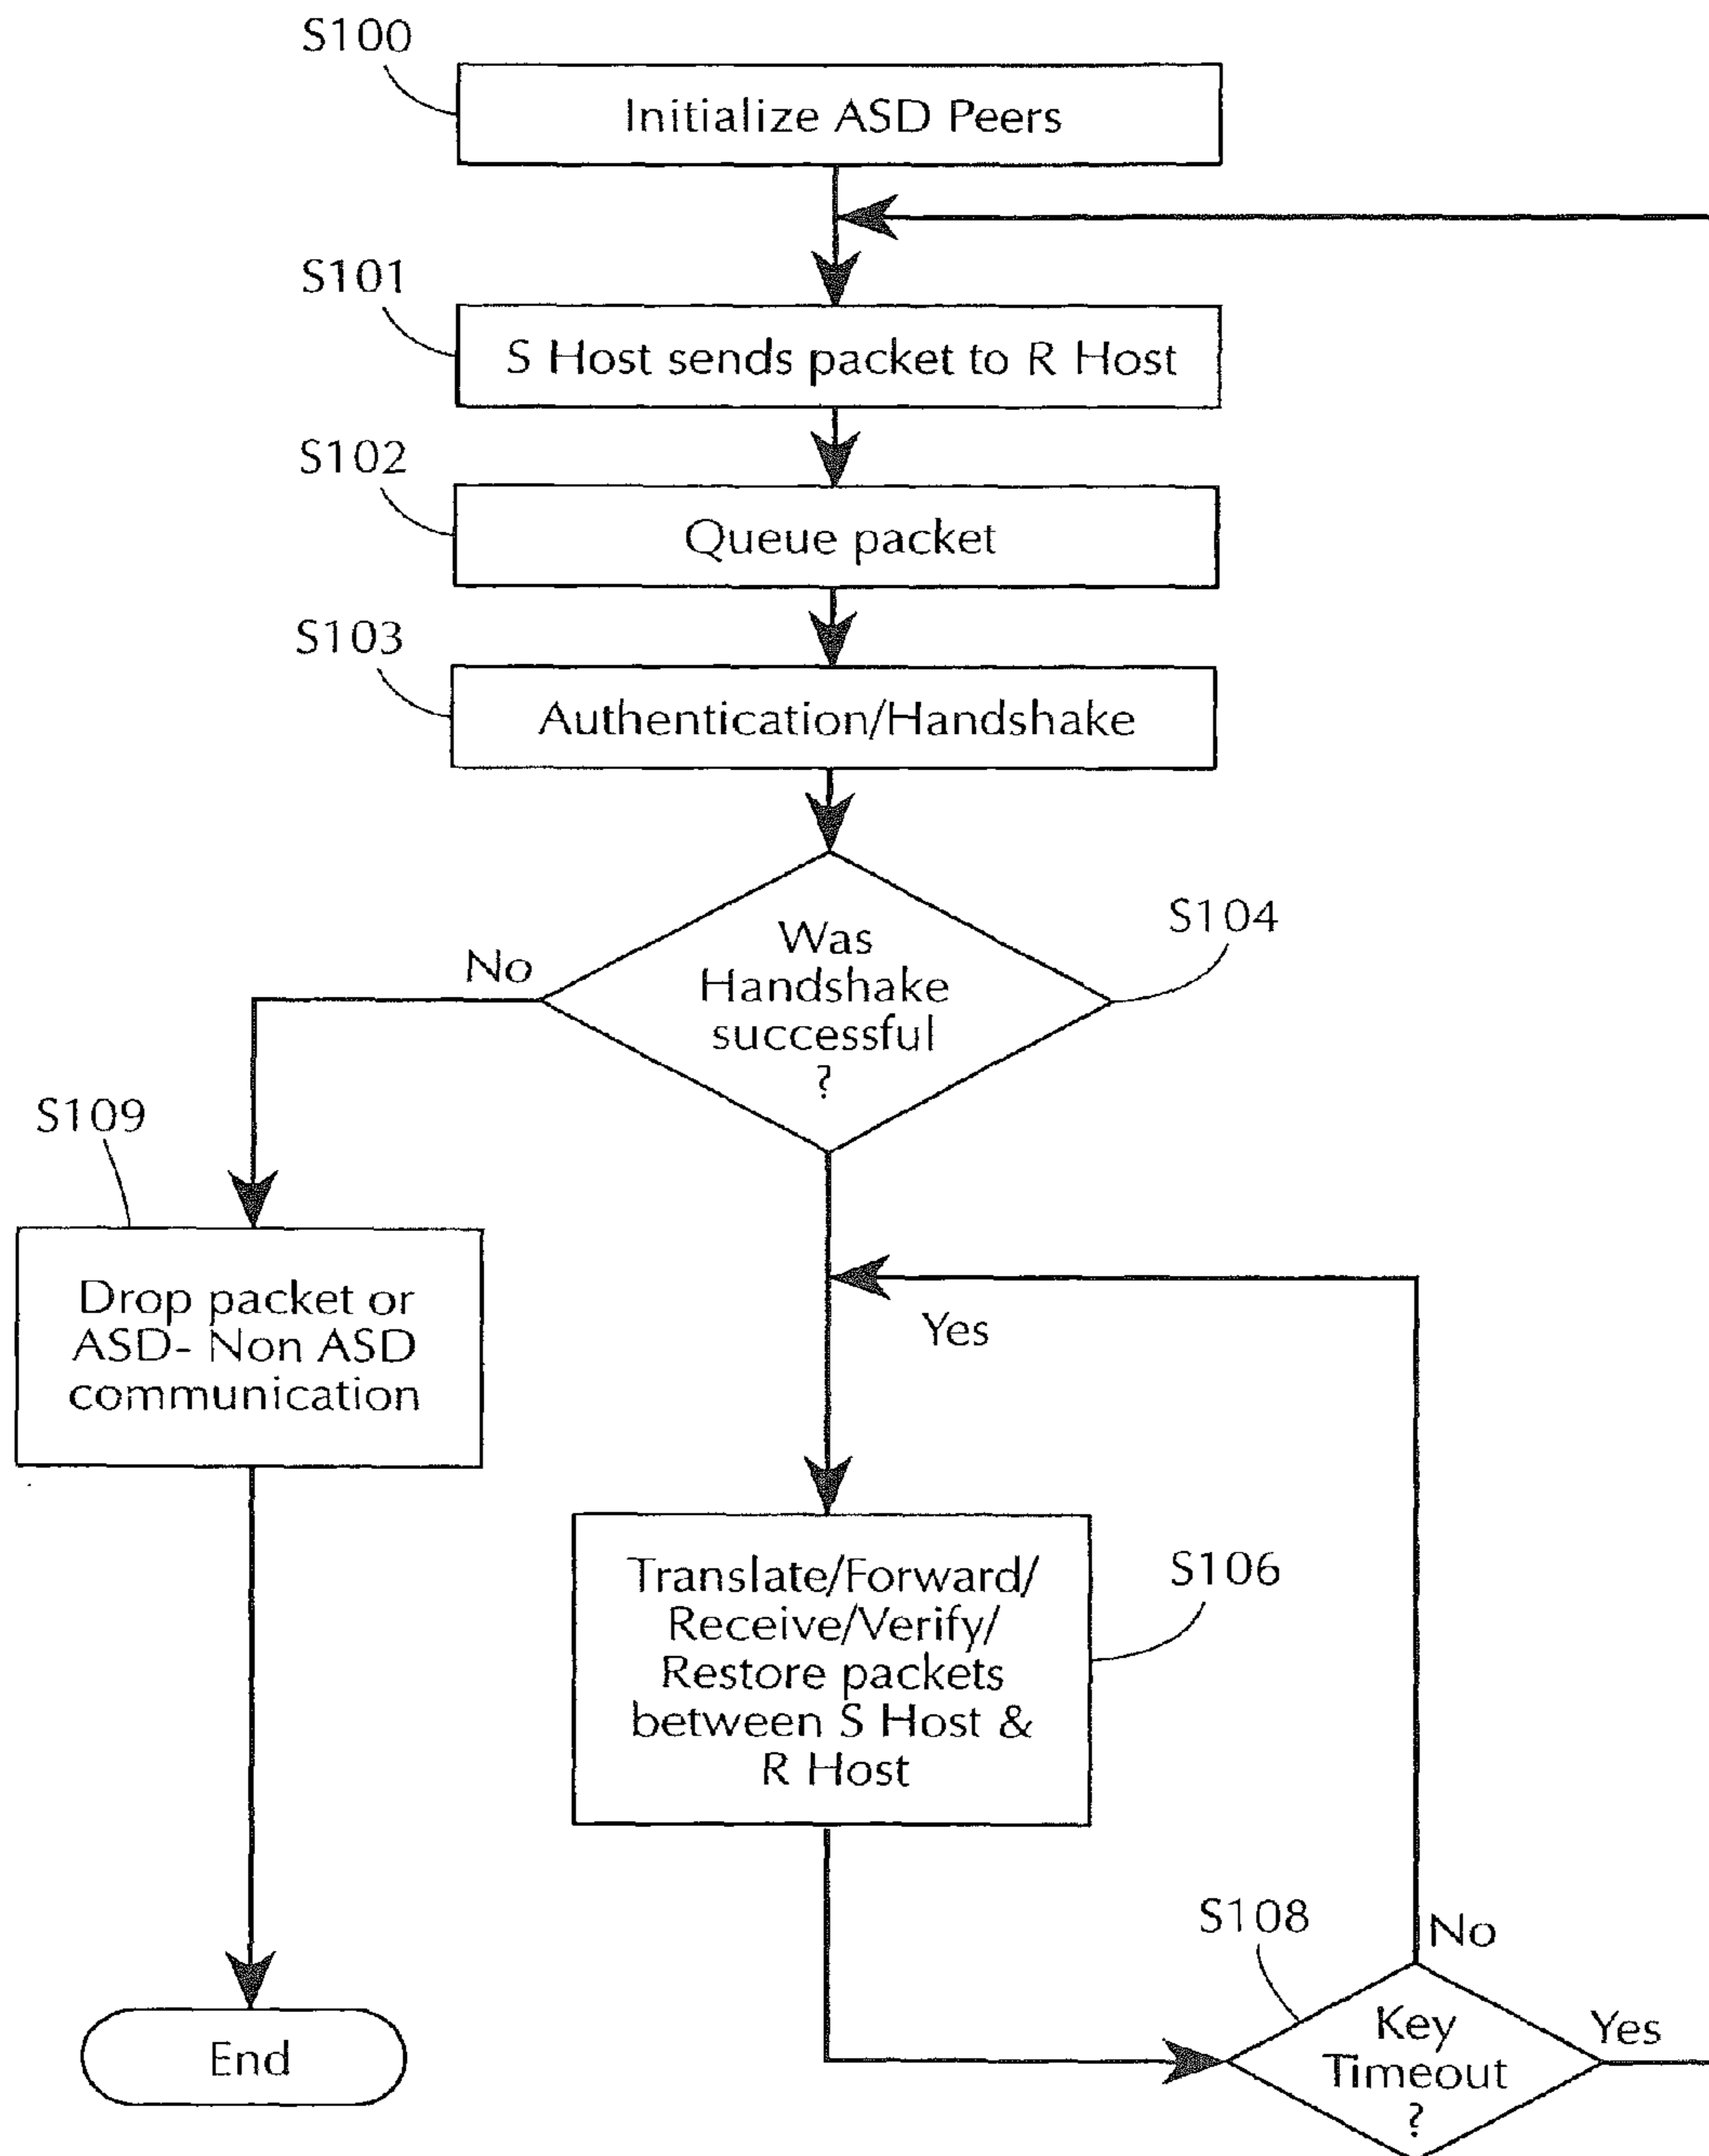 S100
Initialize ASD Peers
S101
S Host sends packet to R Host
S102
Queue packet
S103
Authentication/Handshake
S104
Was
Handshake
successful
?
No
S109
Drop packet or
ASD- Non ASD
communication
Yes
S106
Translate/Forward/
Receive/Verify/
Restore packets
between S Host &
R Host
S108
No
Key
Timeout
?
Yes
End